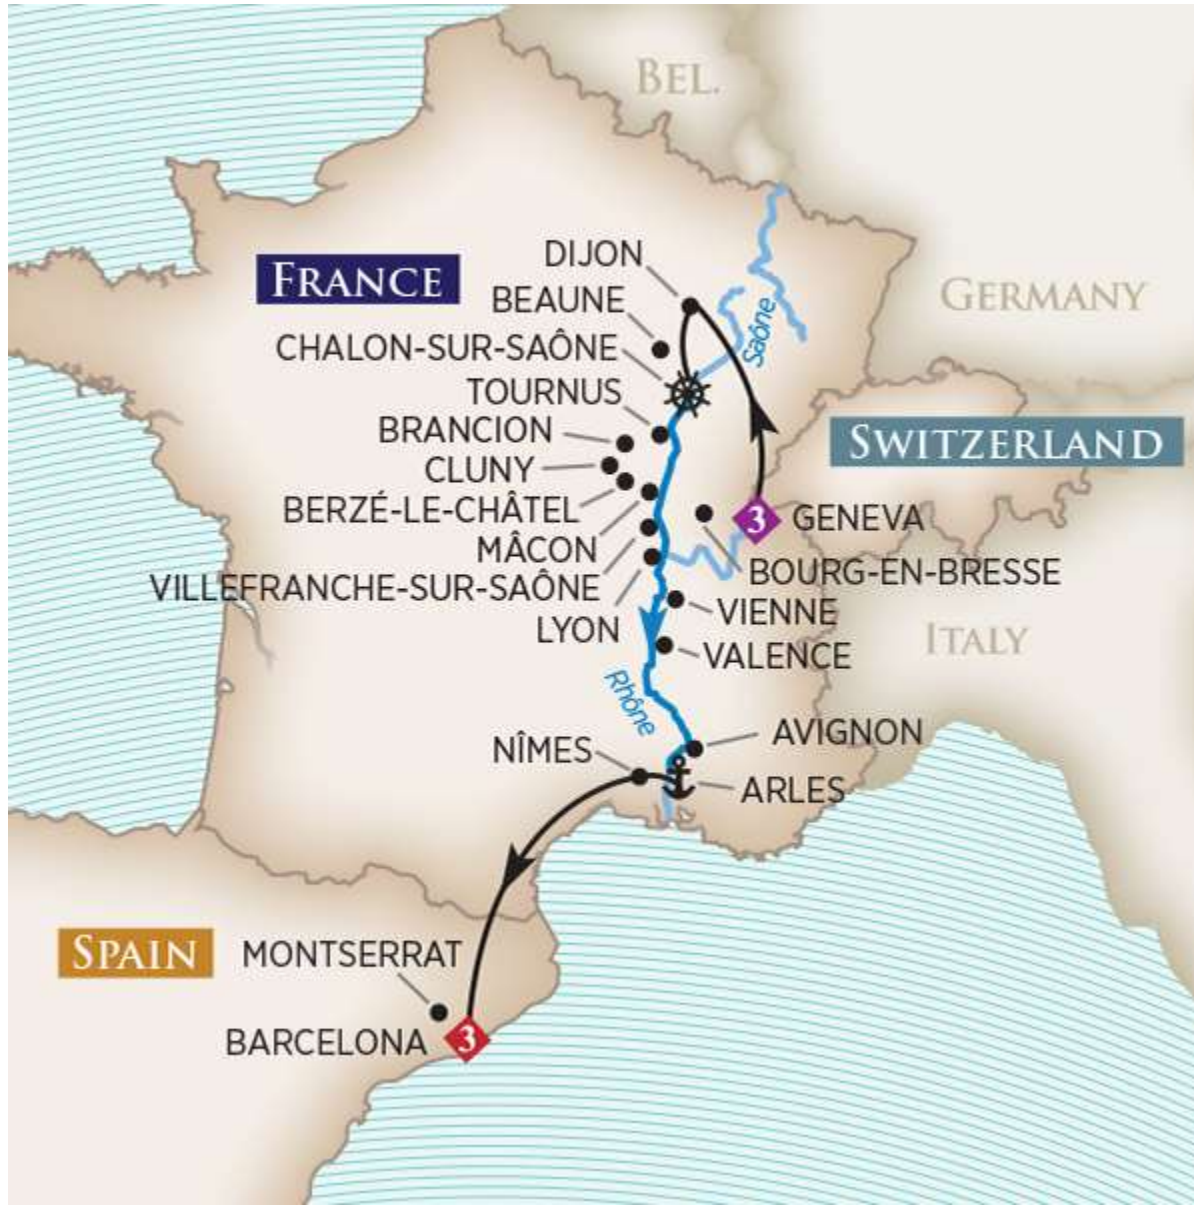 BEL.
DIJON
FRANCE
BEAUNE
GERMANY
Saône
CHALON-SUR-SAÔNE
TOURNUS
BRANCION
SWITZERLAND
CLUNY
BERZÉ-LE-CHÂTEL
3
GENEVA
MÂCON
BOURG-EN-BRESSE
VILLEFRANCHE-SUR-SAÔNE
VIENNE
LYON
ITALY
VALENCE
Rhône
AVIGNON
NÎMES
ARLES
SPAIN
MONTSERRAT
BARCELONA
3